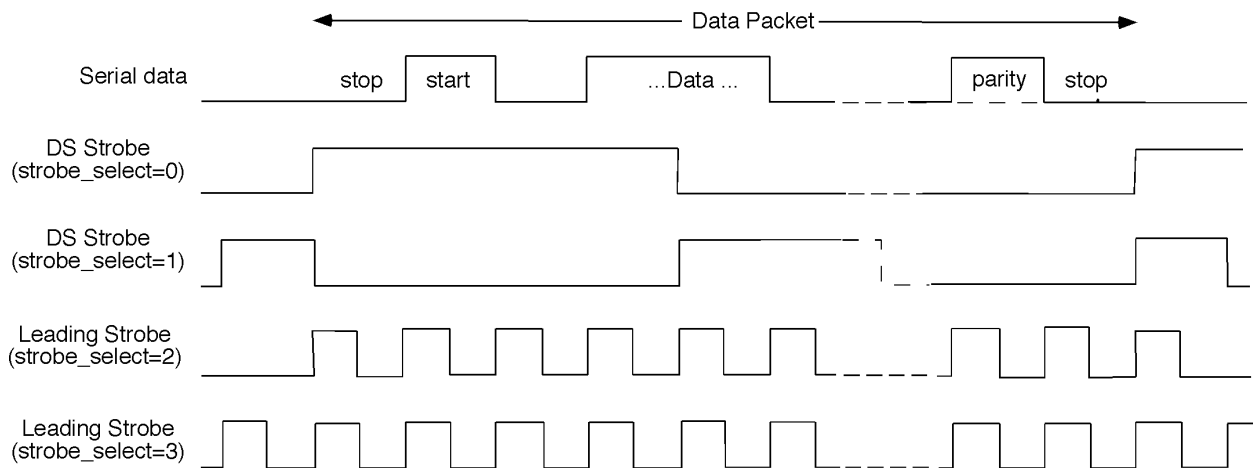 Data Packet
Serial data
stop
start
...Data ...
parity
stop
DS Strobe
(strobe_select=0)
DS Strobe
(strobe_select=1)
Leading Strobe
(strobe_select=2)
Leading Strobe
(strobe_select=3)